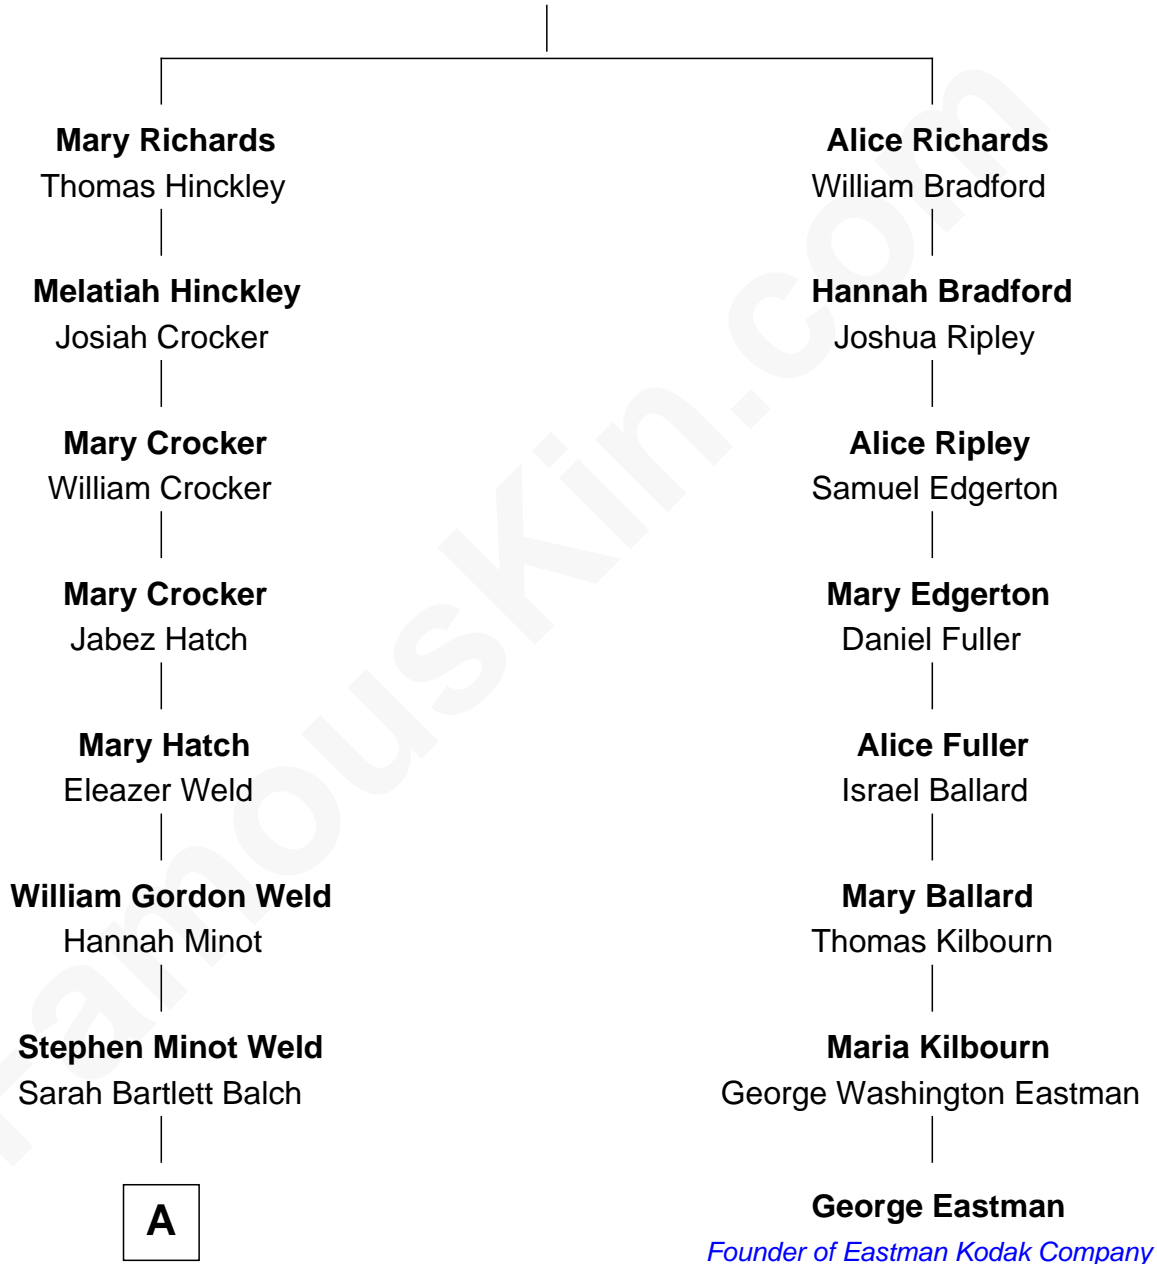 Mary Richards
Thomas Hinckley
Melatiah Hinckley
Josiah Crocker
Mary Crocker
William Crocker
Mary Crocker
Jabez Hatch
Mary Hatch
Eleazer Weld
William Gordon Weld
Hannah Minot
Stephen Minot Weld
Sarah Bartlett Balch
A
Alice Richards
William Bradford
Hannah Bradford
Joshua Ripley
Alice Ripley
Samuel Edgerton
Mary Edgerton
Daniel Fuller
Alice Fuller
Israel Ballard
Mary Ballard
Thomas Kilbourn
Maria Kilbourn
George Washington Eastman
George Eastman
Founder of Eastman Kodak Company
FamousKin.com